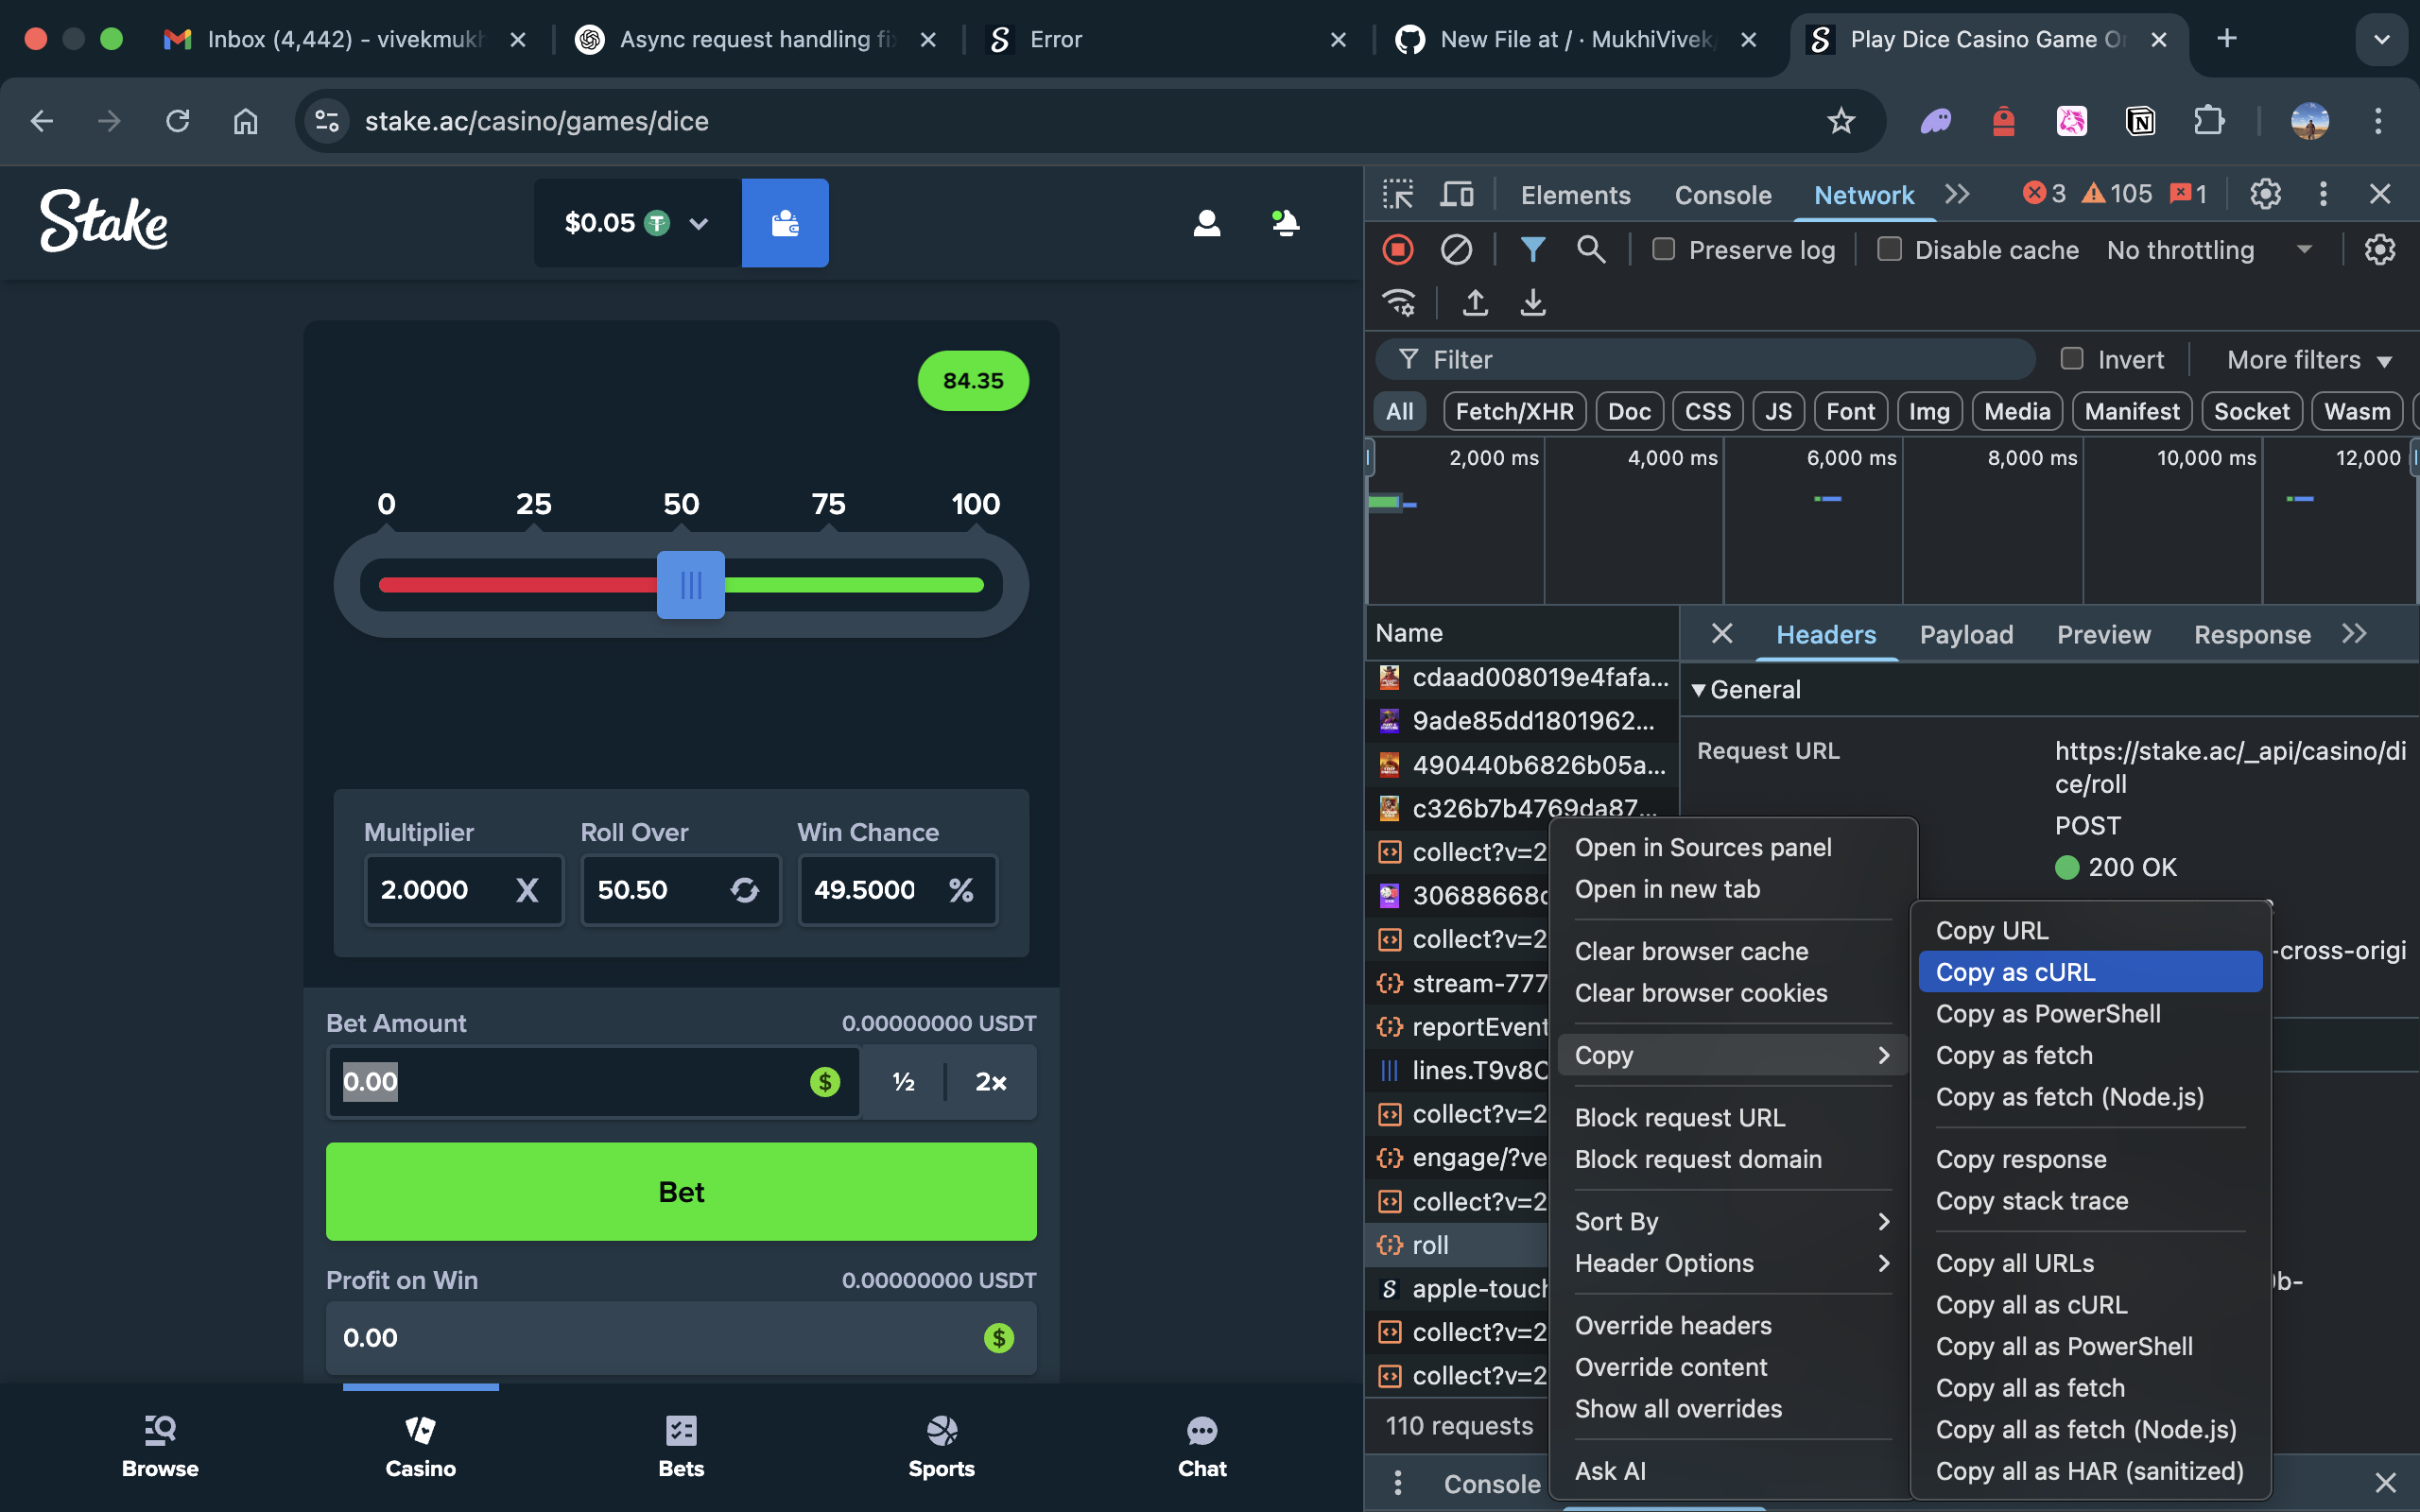 Inbox (4,442) - vivekmukh
Async request handling fi
Error
New File at / · MukhiVivek/
Play Dice Casino Game O
stake.ac/casino/games/dice
Stake
$0.05
84.35
0 25 50 75 100
Multiplier Roll Over Win Chance
2.0000 50.50 49.5000 %
Bet Amount 0.00000000 USDT
0.00 ½ 2×
Bet
Profit on Win 0.00000000 USDT
0.00
Browse Casino Bets Sports Chat
Elements Console Network 3 105 1
Preserve log Disable cache No throttling
Filter Invert More filters
All Fetch/XHR Doc CSS JS Font Img Media Manifest Socket Wasm
2,000 ms 4,000 ms 6,000 ms 8,000 ms 10,000 ms 12,000
Name
cdaad008019e4fafa...
9ade85dd1801962...
490440b6826b05a...
c326b7b4769da87...
collect?v=2
30688668c
collect?v=2
stream-777
reportEvent
lines.T9v8C
collect?v=2
engage/?ve
collect?v=2
roll
apple-touch
collect?v=2
collect?v=2
110 requests
Console
Headers Payload Preview Response
General
Request URL https://stake.ac/_api/casino/di
ce/roll
POST
200 OK
-cross-origi
Open in Sources panel
Open in new tab
Clear browser cache
Clear browser cookies
Copy
Block request URL
Block request domain
Sort By
Header Options
Override headers
Override content
Show all overrides
Ask AI
Copy URL
Copy as cURL
Copy as PowerShell
Copy as fetch
Copy as fetch (Node.js)
Copy response
Copy stack trace
Copy all URLs
Copy all as cURL
Copy all as PowerShell
Copy all as fetch
Copy all as fetch (Node.js)
Copy all as HAR (sanitized)